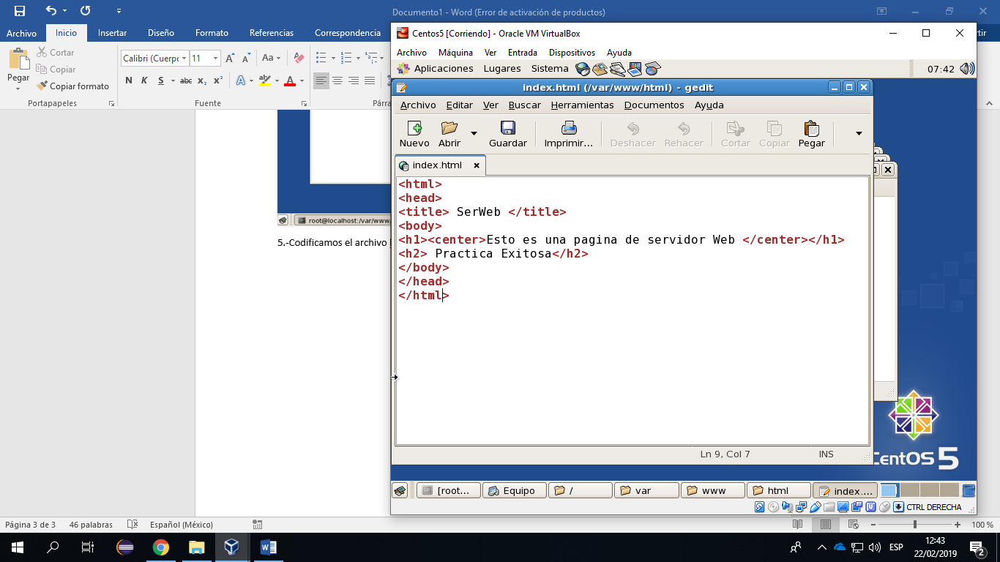 Documento1 - Word (Error de activación de productos)
Archivo Inicio Insertar Diseño Formato Referencias Correspondencia
Pegar
Cortar
Copiar
Copiar formato
Portapapeles
Calibri (Cuerpo 11
Aa
N K S abc x₂ x² A aby A
Fuente
Párra
root@localhost:/var/www
5.-Codificamos el archivo
Centos5 [Corriendo] - Oracle VM VirtualBox
Archivo Máquina Ver Entrada Dispositivos Ayuda
Aplicaciones Lugares Sistema 07:42
index.html (/var/www/html) - gedit
Archivo Editar Ver Buscar Herramientas Documentos Ayuda
Nuevo Abrir Guardar Imprimir... Deshacer Rehacer Cortar Copiar Pegar
index.html
<html>
<head>
<title> SerWeb </title>
<body>
<h1><center>Esto es una pagina de servidor Web </center></h1>
<h2> Practica Exitosa</h2>
</body>
</head>
</html>
Ln 9, Col 7 INS
CentOS 5
[root... Equipo / var www html index....
CTRL DERECHA
Página 3 de 3 46 palabras Español (México) 100 %
ESP 12:43
22/02/2019
2